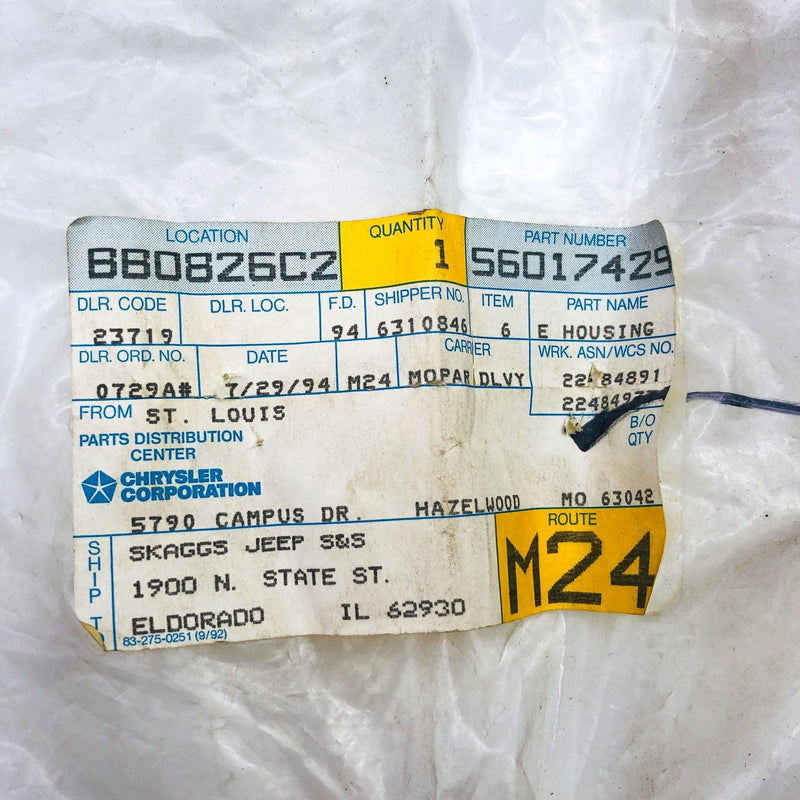 LOCATION QUANTITY PART NUMBER
BB0826C2 1 56017429
DLR. CODE DLR. LOC. F.D. SHIPPER NO. ITEM PART NAME
23719 94 6310846 6 E HOUSING
DLR. ORD. NO. DATE CARRIER WRK. ASN/WCS NO.
0729A# 7/29/94 M24 MOPAR DLVY 22484891
FROM ST. LOUIS
PARTS DISTRIBUTION
CENTER
B/O
QTY
CHRYSLER
CORPORATION
5790 CAMPUS DR. HAZELWOOD MO 63042
SHIP TO
SKAGGS JEEP S&S
1900 N. STATE ST.
ELDORADO IL 62930
ROUTE
M24
83-275-0251 (9/92)